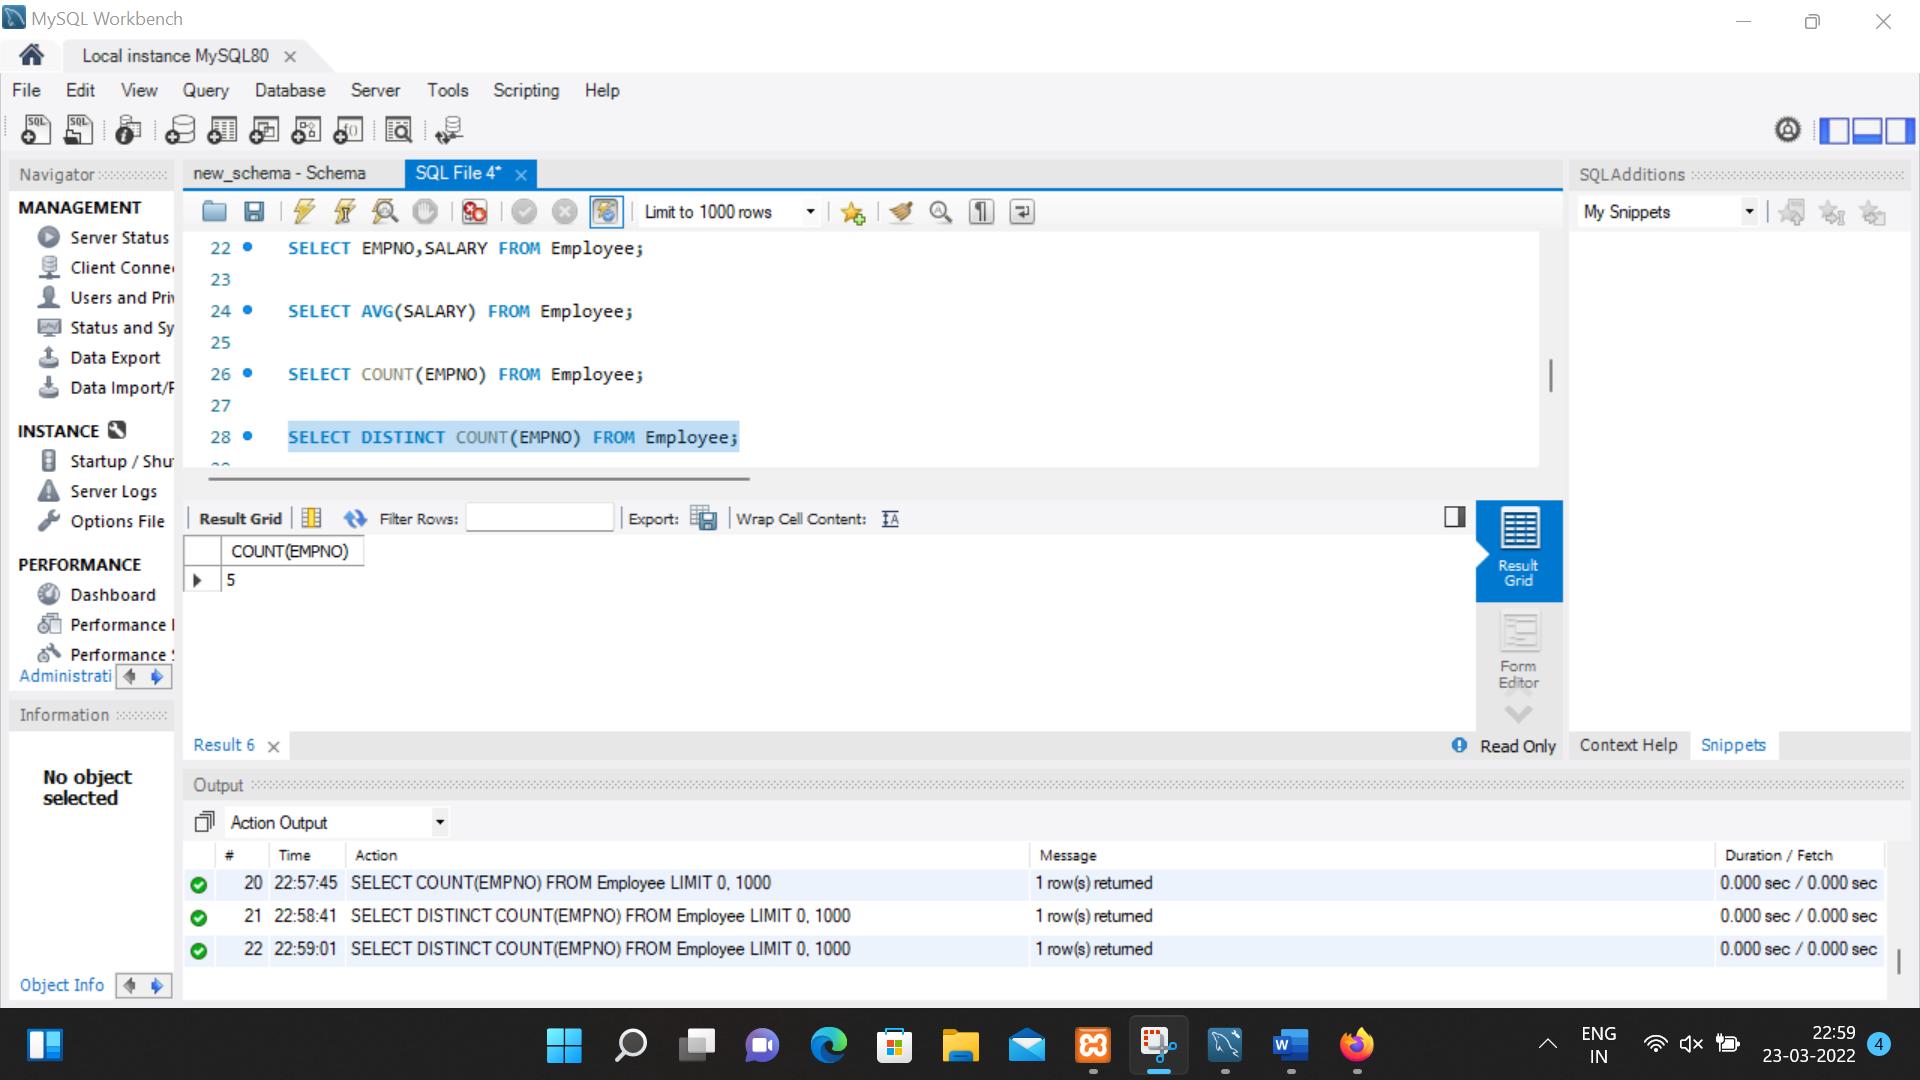 MySQL Workbench
Local instance MySQL80
File Edit View Query Database Server Tools Scripting Help
Navigator
MANAGEMENT
Server Status
Client Conne
Users and Pri
Status and Sy
Data Export
Data Import/
INSTANCE
Startup / Shu
Server Logs
Options File
PERFORMANCE
Dashboard
Performance
Performance
Administrati
Information
No object
selected
Object Info
new_schema - Schema
SQL File 4*
Limit to 1000 rows
22 SELECT EMPNO,SALARY FROM Employee;
23
24 SELECT AVG(SALARY) FROM Employee;
25
26 SELECT COUNT(EMPNO) FROM Employee;
27
28 SELECT DISTINCT COUNT(EMPNO) FROM Employee;
Result Grid Filter Rows: Export: Wrap Cell Content:
COUNT(EMPNO)
5
Result
Grid
Form
Editor
Result 6
Read Only
SQLAdditions
My Snippets
Context Help Snippets
Output
Action Output
# Time Action Message Duration / Fetch
20 22:57:45 SELECT COUNT(EMPNO) FROM Employee LIMIT 0, 1000 1 row(s) returned 0.000 sec / 0.000 sec
21 22:58:41 SELECT DISTINCT COUNT(EMPNO) FROM Employee LIMIT 0, 1000 1 row(s) returned 0.000 sec / 0.000 sec
22 22:59:01 SELECT DISTINCT COUNT(EMPNO) FROM Employee LIMIT 0, 1000 1 row(s) returned 0.000 sec / 0.000 sec
ENG
IN
22:59
23-03-2022
4